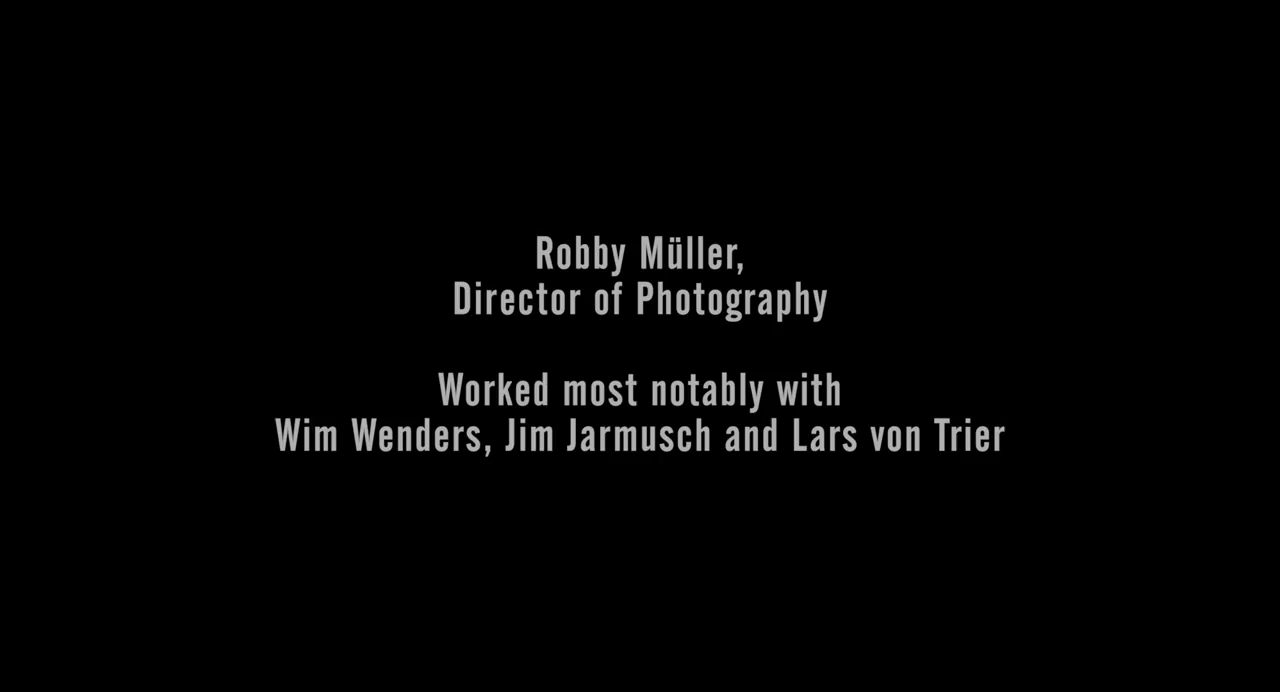 Robby Müller,
Director of Photography
Worked most notably with
Wim Wenders, Jim Jarmusch and Lars von Trier